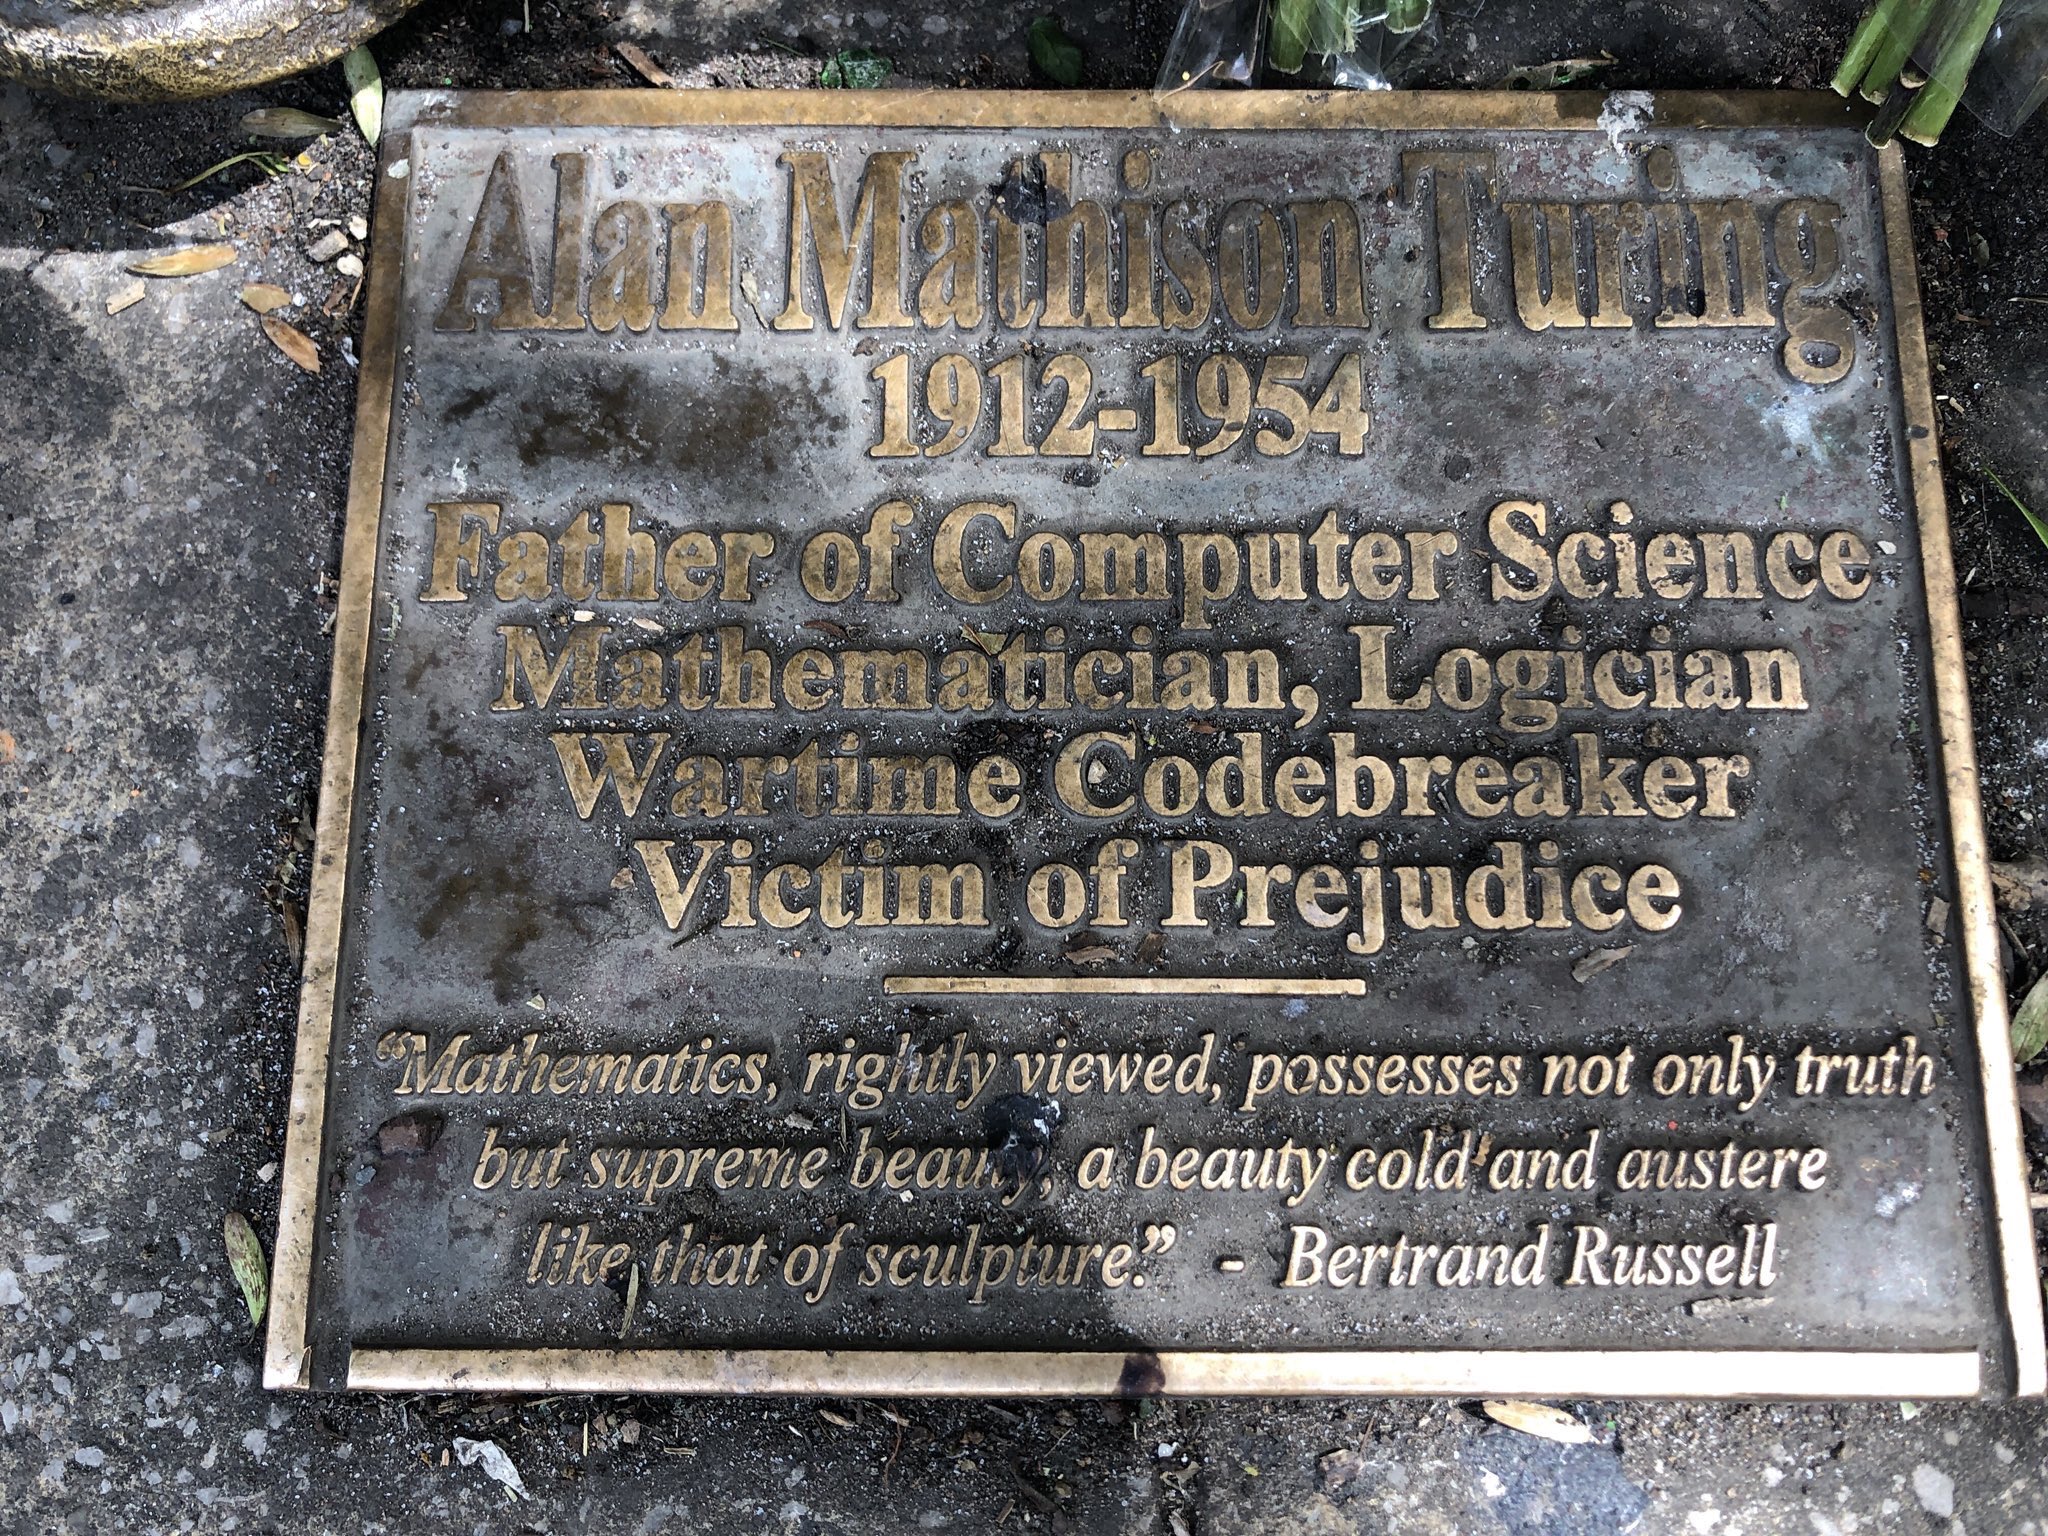 Alan Mathison Turing
1912-1954
Father of Computer Science
Mathematician, Logician
Wartime Codebreaker
Victim of Prejudice
“Mathematics, rightly viewed, possesses not only truth
but supreme beauty, a beauty cold and austere
like that of sculpture.” - Bertrand Russell